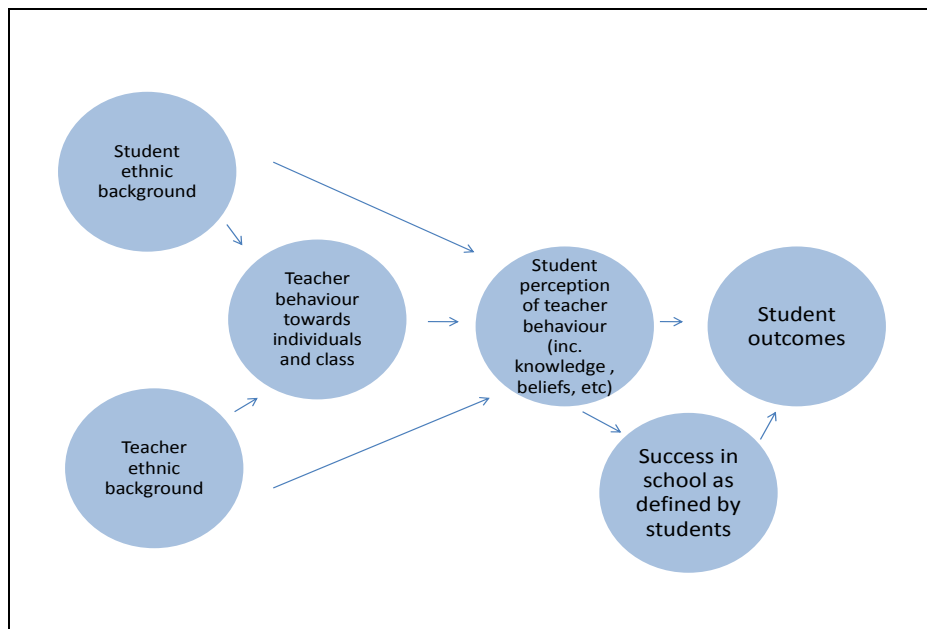 Student
ethnic
background
Teacher
behaviour
towards
individuals
and class
Teacher
ethnic
background
Student
perception
of teacher
behaviour
(inc.
knowledge ,
beliefs, etc)
Student
outcomes
Success in
school as
defined by
students